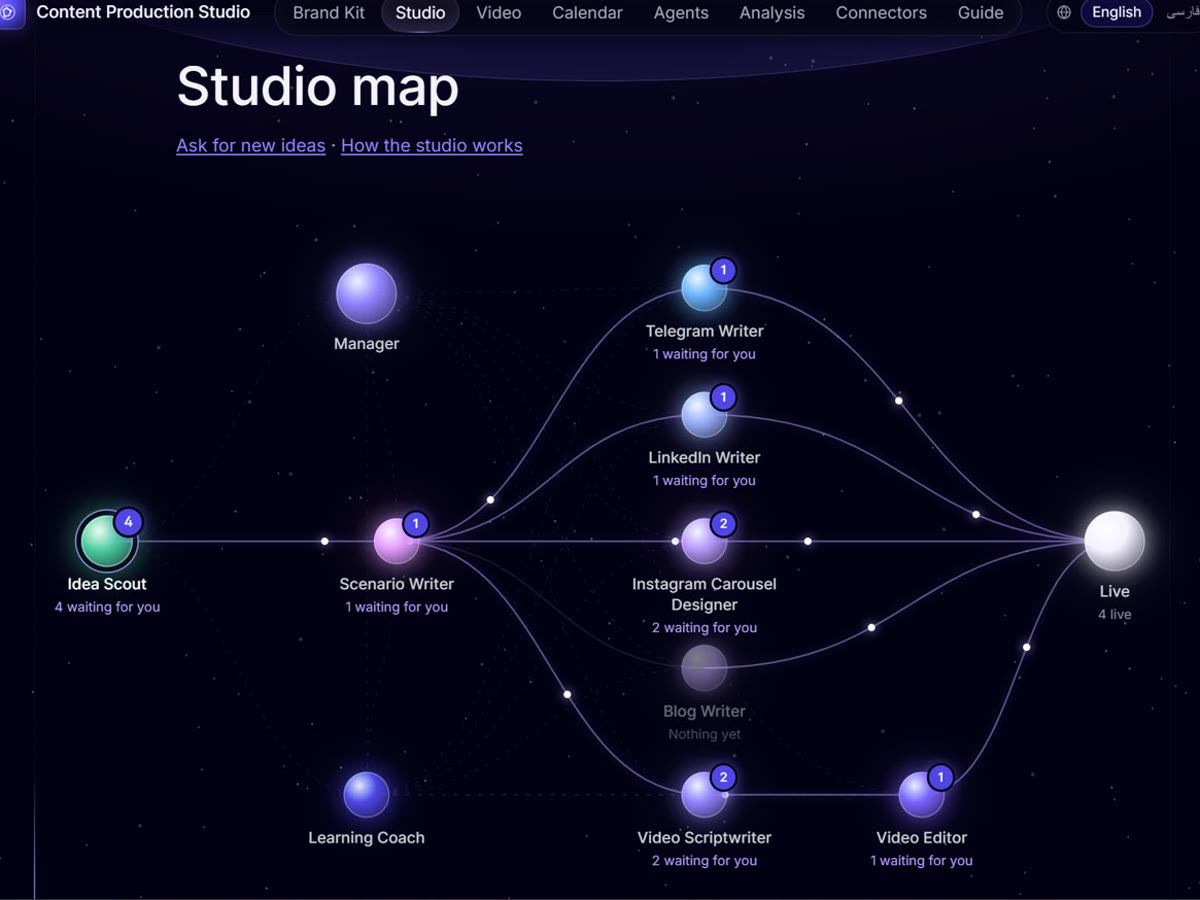 Content Production Studio
Brand Kit
Studio
Video
Calendar
Agents
Analysis
Connectors
Guide
English
فارسی
Studio map
Ask for new ideas · How the studio works
Manager
1
Telegram Writer
1 waiting for you
1
LinkedIn Writer
1 waiting for you
4
Idea Scout
4 waiting for you
1
Scenario Writer
1 waiting for you
2
Instagram Carousel
Designer
2 waiting for you
Live
4 live
Blog Writer
Nothing yet
Learning Coach
2
Video Scriptwriter
2 waiting for you
1
Video Editor
1 waiting for you